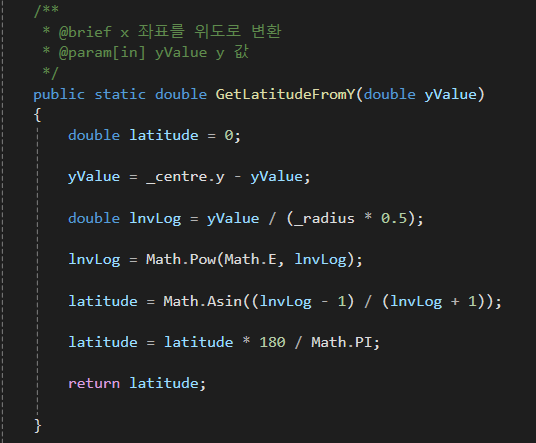 /**
* @brief x 좌표를 위도로 변환
* @param[in] yValue y 값
*/
public static double GetLatitudeFromY(double yValue)
{
double latitude = 0;
yValue = _centre.y - yValue;
double lnvLog = yValue / (_radius * 0.5);
lnvLog = Math.Pow(Math.E, lnvLog);
latitude = Math.Asin((lnvLog - 1) / (lnvLog + 1));
latitude = latitude * 180 / Math.PI;
return latitude;
}